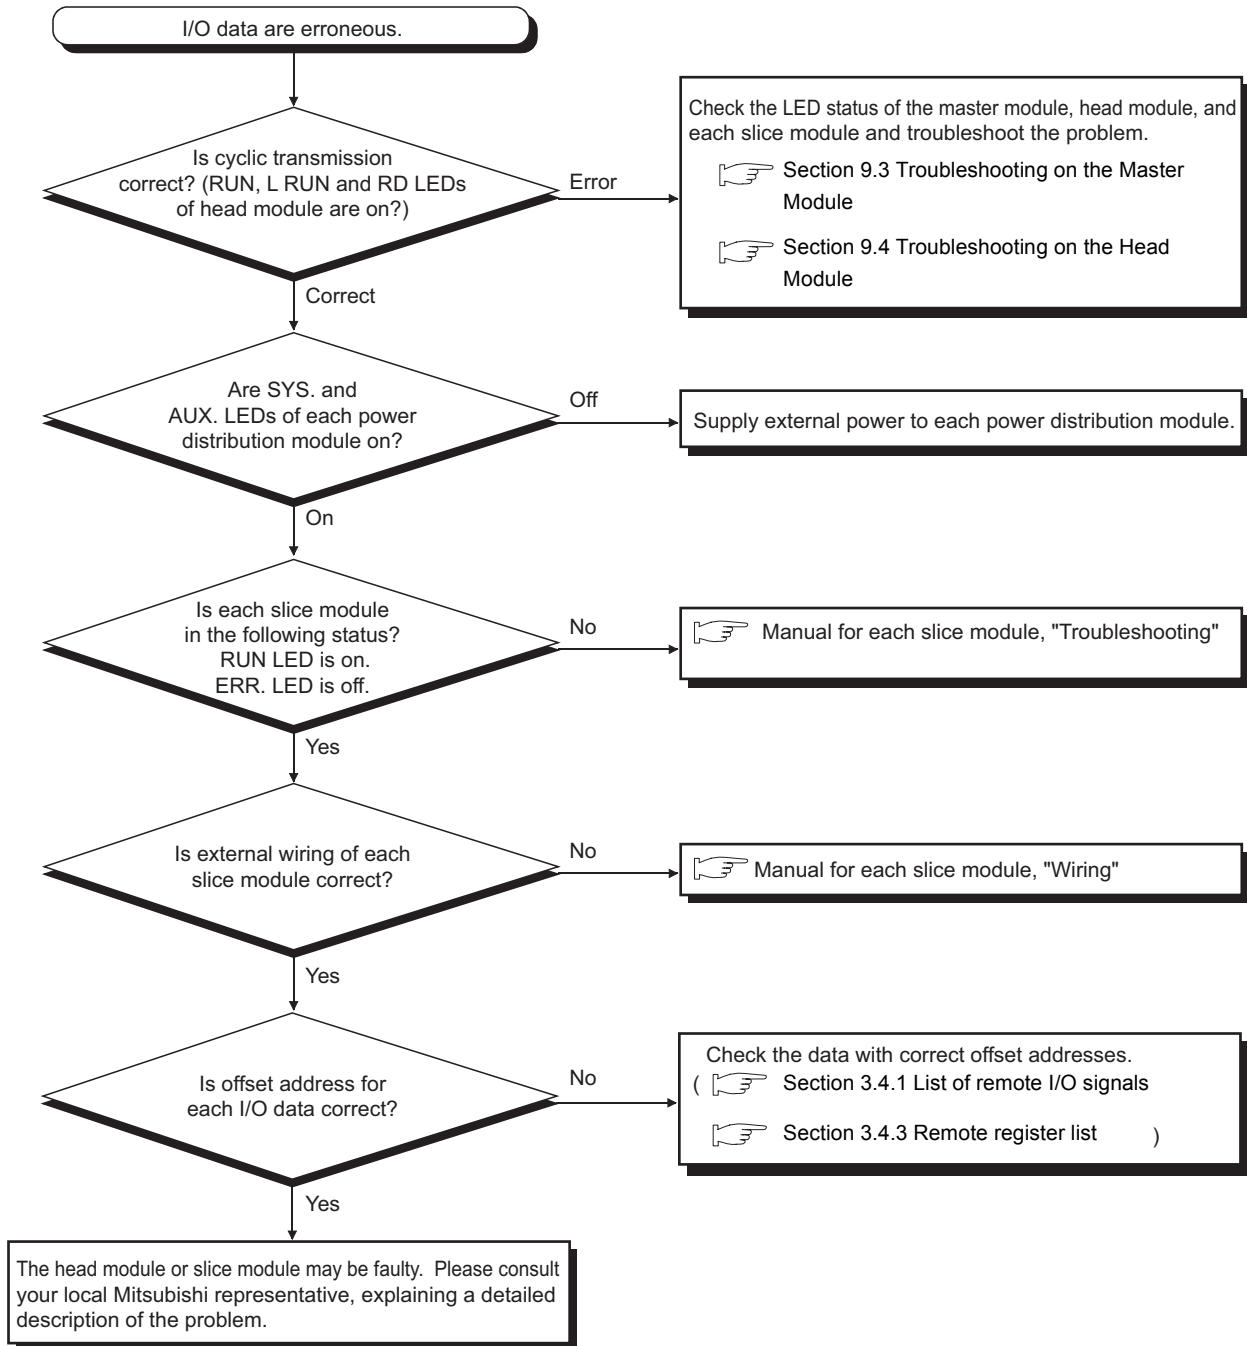 I/O data are erroneous.
Is cyclic transmission
correct? (RUN, L RUN and RD LEDs
of head module are on?)
Error
Check the LED status of the master module, head module, and
each slice module and troubleshoot the problem.
Section 9.3 Troubleshooting on the Master
Module
Section 9.4 Troubleshooting on the Head
Module
Correct
Are SYS. and
AUX. LEDs of each power
distribution module on?
Off
Supply external power to each power distribution module.
On
Is each slice module
in the following status?
RUN LED is on.
ERR. LED is off.
No
Manual for each slice module, "Troubleshooting"
Yes
Is external wiring of each
slice module correct?
No
Manual for each slice module, "Wiring"
Yes
Is offset address for
each I/O data correct?
No
Check the data with correct offset addresses.
( Section 3.4.1 List of remote I/O signals
Section 3.4.3 Remote register list )
Yes
The head module or slice module may be faulty. Please consult
your local Mitsubishi representative, explaining a detailed
description of the problem.